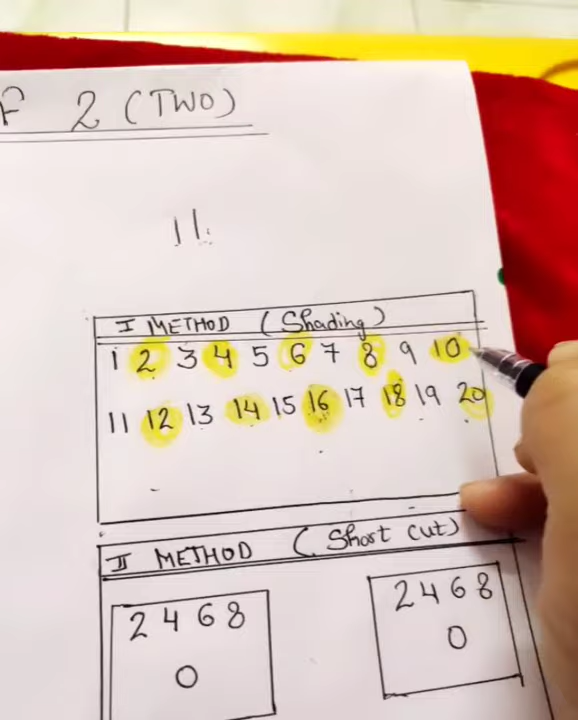 2 (TWO)
11
I METHOD (Shading)
1 2 3 4 5 6 7 8 9 10
11 12 13 14 15 16 17 18 19 20
II METHOD (Short cut)
2 4 6 8
0
2 4 6 8
0